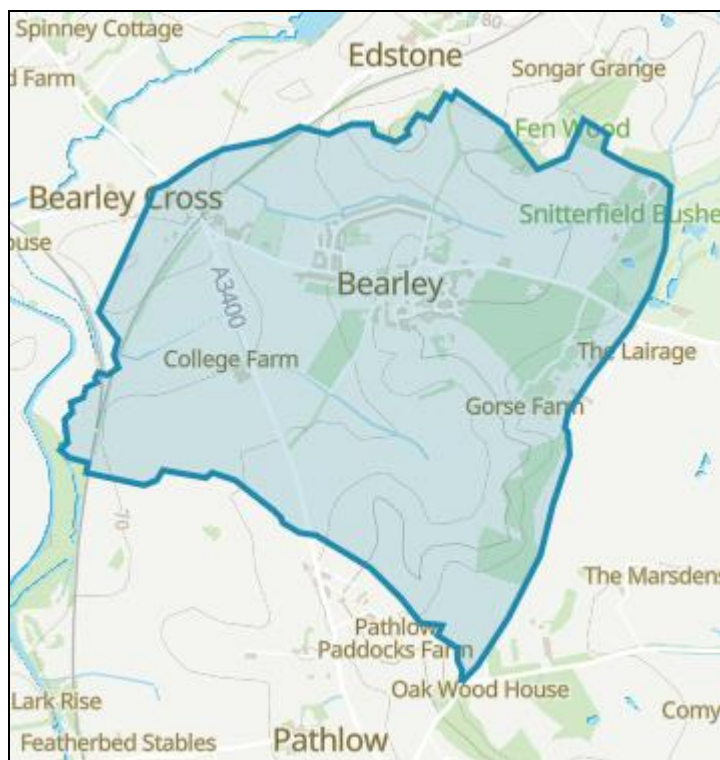 Spinney Cottage
80
Edstone
d Farm
Songar Grange
Fen Wood
Bearley Cross
Snitterfield Bushe
ouse
Bearley
A3400
The Lairage
College Farm
Gorse Farm
70
The Marsdens
Pathlow
Paddocks Farm
Oak Wood House
Lark Rise
Comy
Featherbed Stables
Pathlow